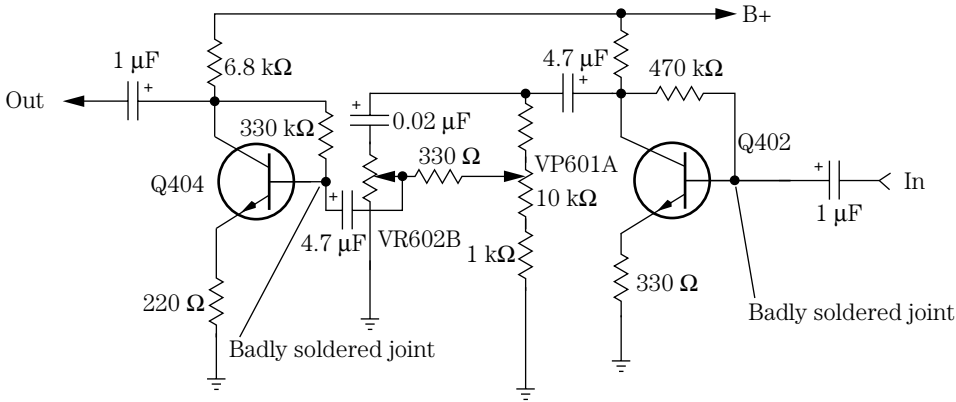 B+
1 µF
6.8 kΩ
4.7 µF
470 kΩ
Out
+
+
+
330 kΩ
0.02 µF
Q402
330 Ω
VP601A
Q404
+
In
10 kΩ
+
1 µF
4.7 µF
VR602B
1 kΩ
330 Ω
220 Ω
Badly soldered joint
Badly soldered joint